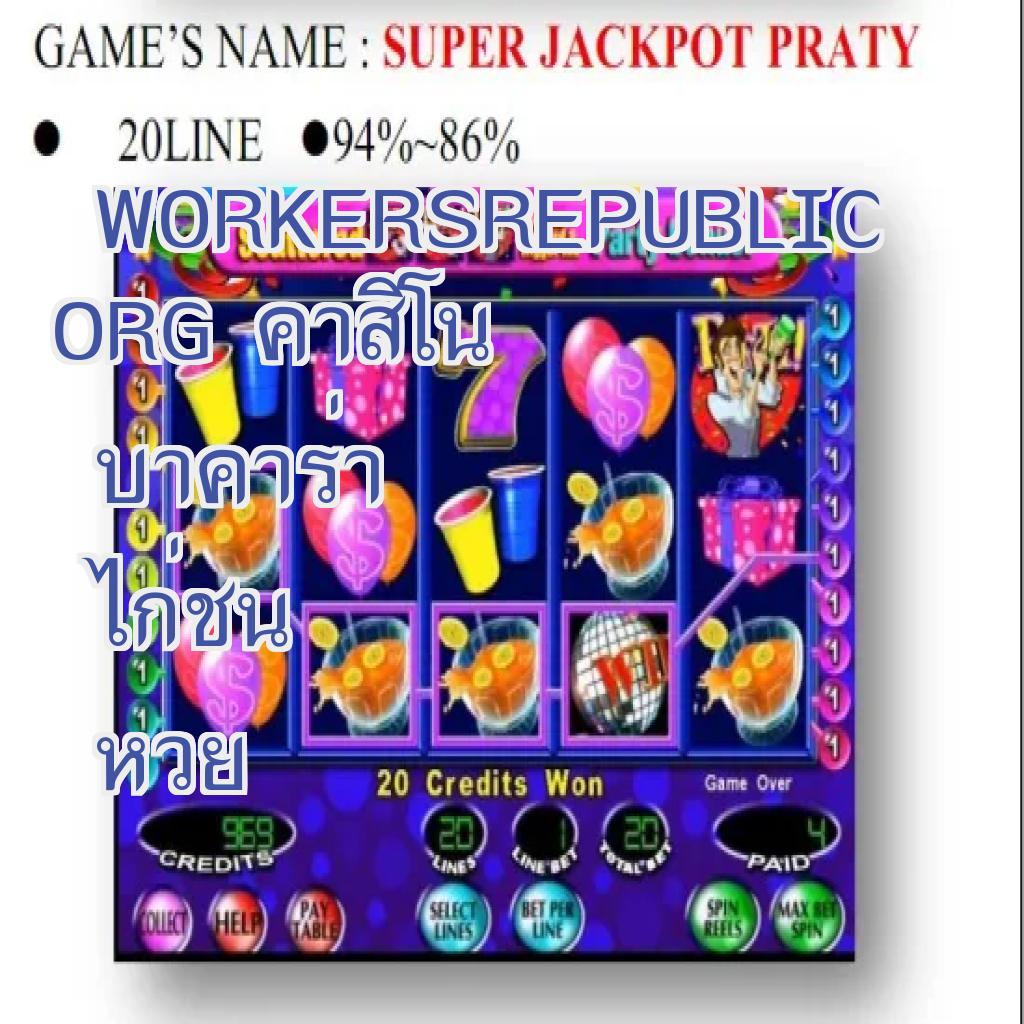 GAME'S NAME : SUPER JACKPOT PRATY
● 20LINE ●94%~86%
WORKERSREPUBLIC
ORG คาสิโน
บาคาร่า
ไก่ชน
หวย
7
$
$
$
20 Credits Won
Game Over
969
20
1
20
4
CREDITS
LINES
LINE BET
TOTAL BET
PAID
COLLECT
HELP
PAY TABLE
SELECT LINES
BET PER LINE
SPIN REELS
MAX BET SPIN